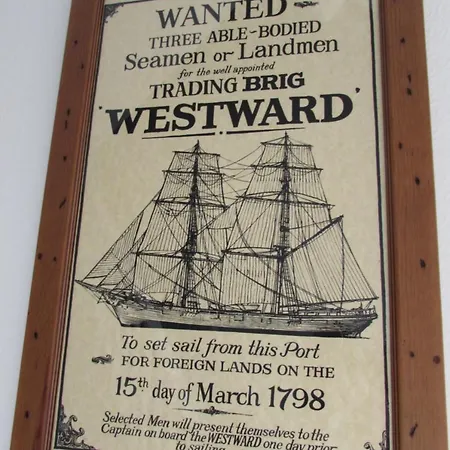 WANTED
THREE ABLE-BODIED
Seamen or Landmen
for the well appointed
TRADING BRIG
'WESTWARD'
To set sail from this Port
FOR FOREIGN LANDS ON THE
15th day of March 1798
Selected Men will present themselves to the
Captain on board the WESTWARD one day prior
to sailing